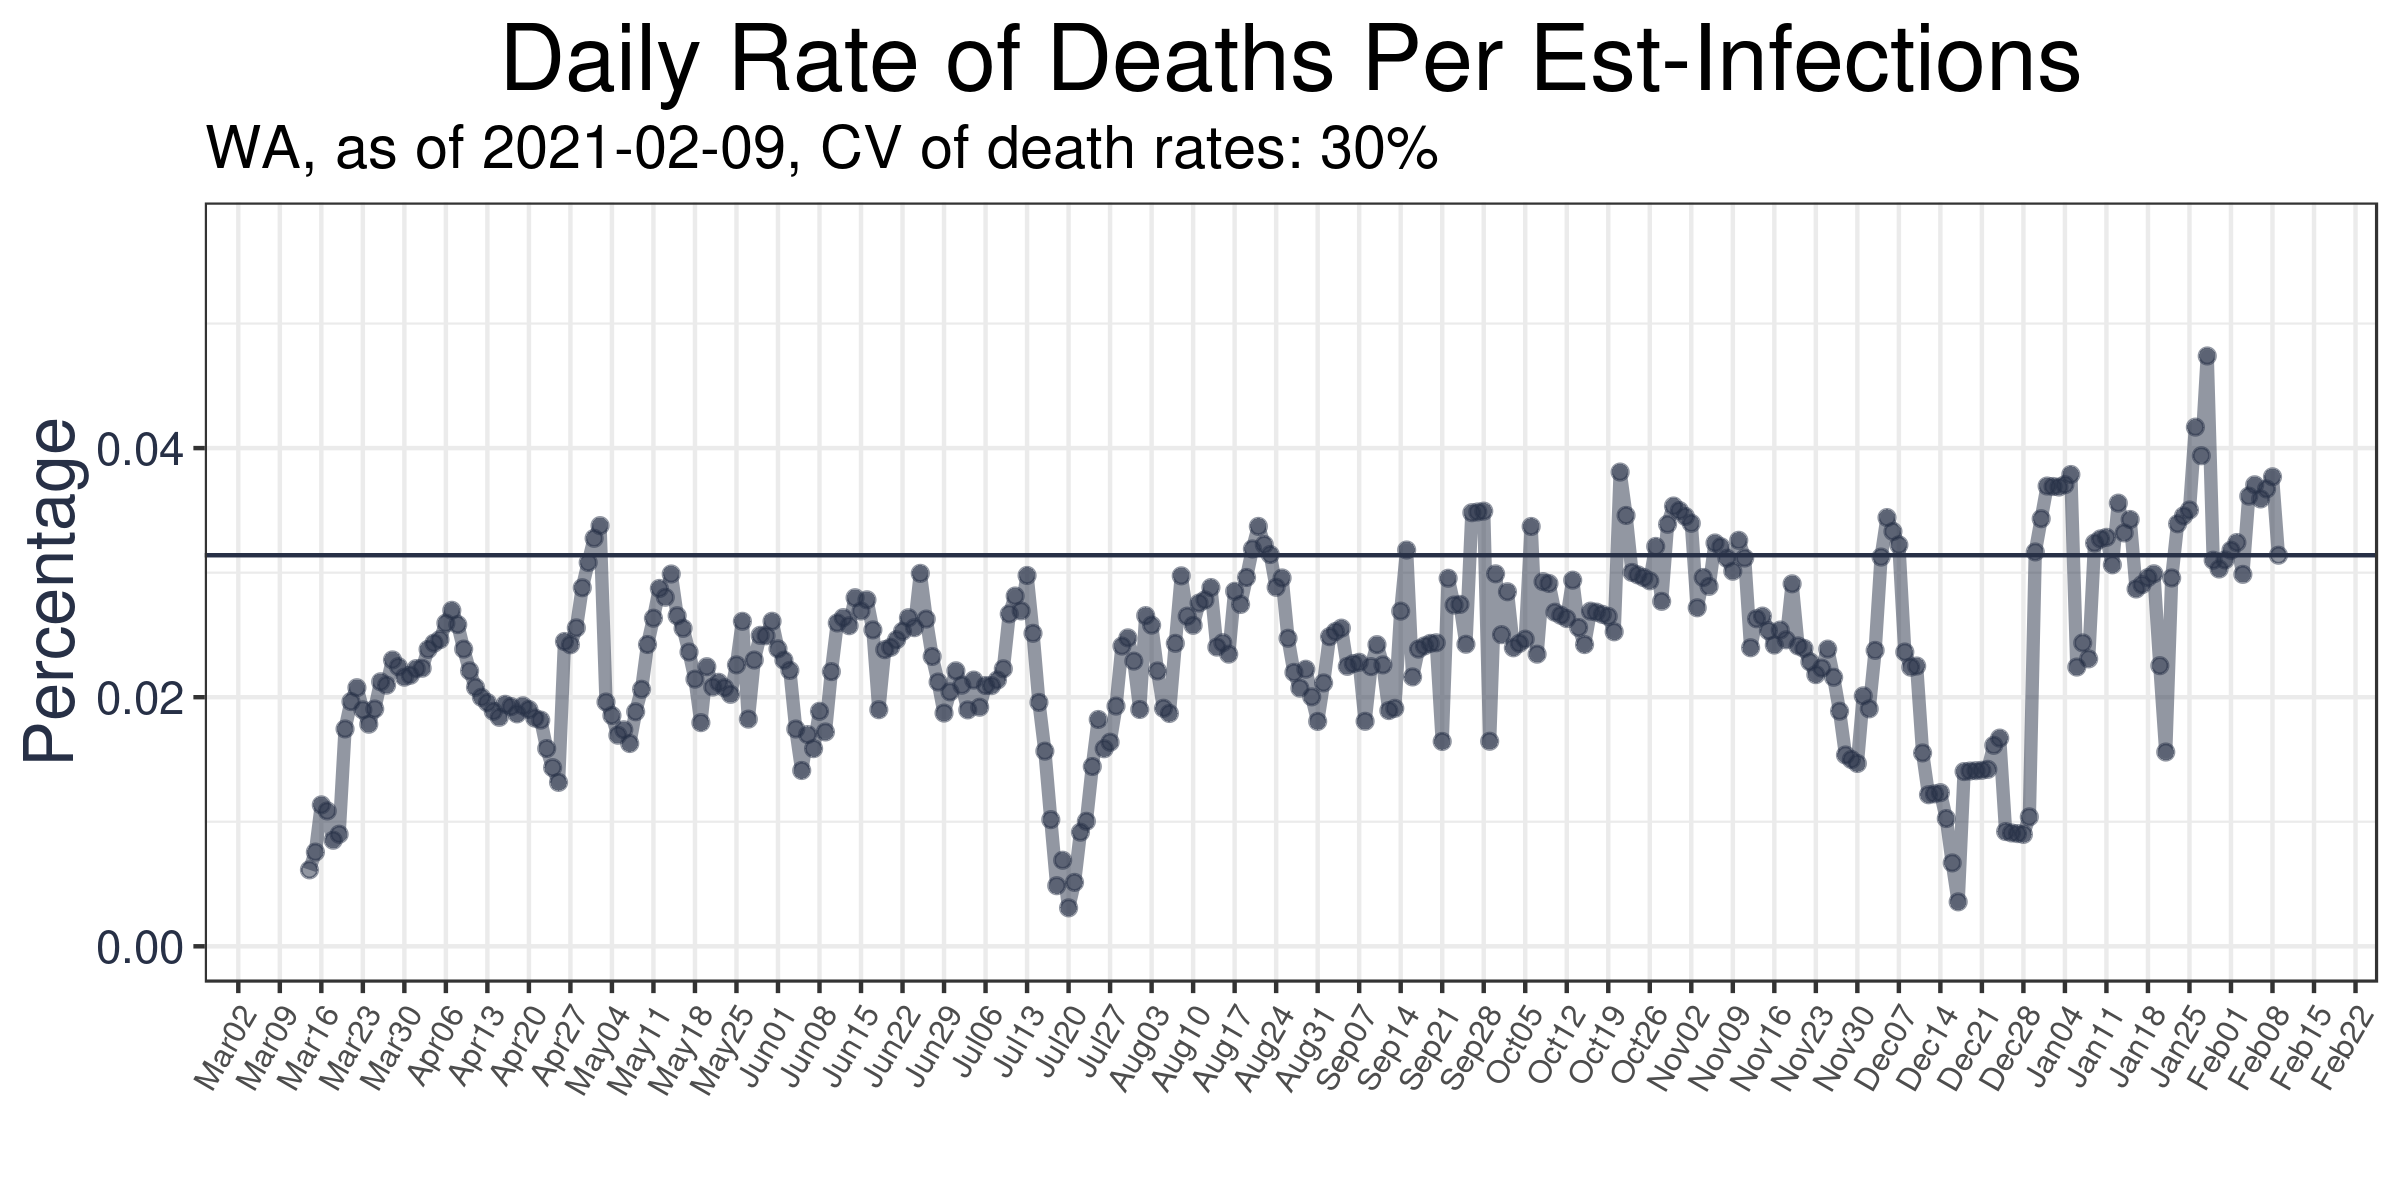 Daily Rate of Deaths Per Est-Infections
WA, as of 2021-02-09, CV of death rates: 30%
Percentage
0.04
0.02
0.00
Mar02
Mar09
Mar16
Mar23
Mar30
Apr06
Apr13
Apr20
Apr27
May04
May11
May18
May25
Jun01
Jun08
Jun15
Jun22
Jun29
Jul06
Jul13
Jul20
Jul27
Aug03
Aug10
Aug17
Aug24
Aug31
Sep07
Sep14
Sep21
Sep28
Oct05
Oct12
Oct19
Oct26
Nov02
Nov09
Nov16
Nov23
Nov30
Dec07
Dec14
Dec21
Dec28
Jan04
Jan11
Jan18
Jan25
Feb01
Feb08
Feb15
Feb22